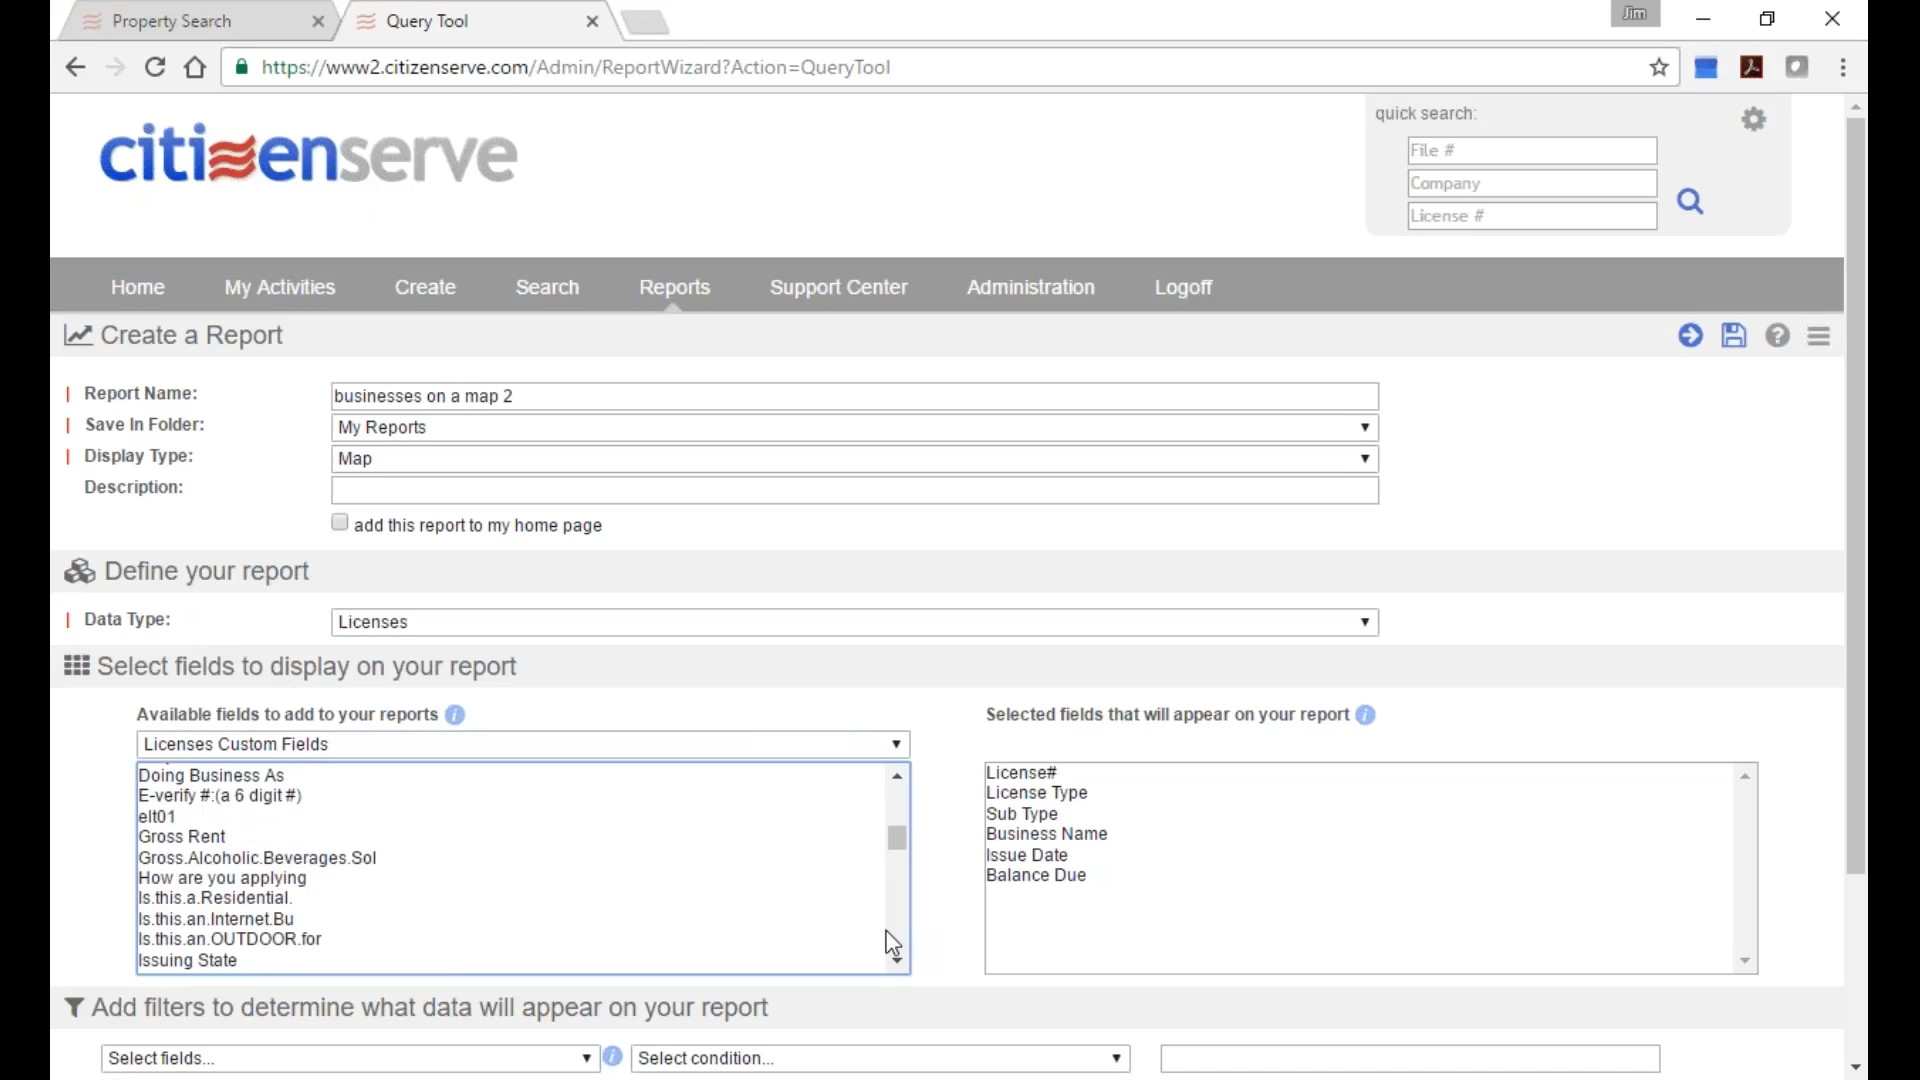 Property Search
Query Tool
Jim
https://www2.citizenserve.com/Admin/ReportWizard?Action=QueryTool
citizenserve
quick search:
File #
Company
License #
Home My Activities Create Search Reports Support Center Administration Logoff
Create a Report
Report Name: businesses on a map 2
Save In Folder: My Reports
Display Type: Map
Description:
add this report to my home page
Define your report
Data Type: Licenses
Select fields to display on your report
Available fields to add to your reports
Selected fields that will appear on your report
Licenses Custom Fields
Doing Business As
E-verify #:(a 6 digit #)
elt01
Gross Rent
Gross.Alcoholic.Beverages.Sol
How are you applying
Is.this.a.Residential.
Is.this.an.Internet.Bu
Is.this.an.OUTDOOR.for
Issuing State
License#
License Type
Sub Type
Business Name
Issue Date
Balance Due
Add filters to determine what data will appear on your report
Select fields... Select condition...